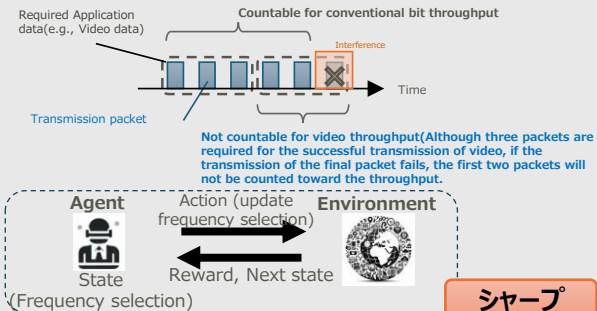 Required Application
data(e.g., Video data)
Countable for conventional bit throughput
Interference
Time
Transmission packet
Not countable for video throughput(Although three packets are
required for the successful transmission of video, if the
transmission of the final packet fails, the first two packets will
not be counted toward the throughput.
Agent
Action (update
frequency selection)
Environment
State
(Frequency selection)
Reward, Next state
シャープ